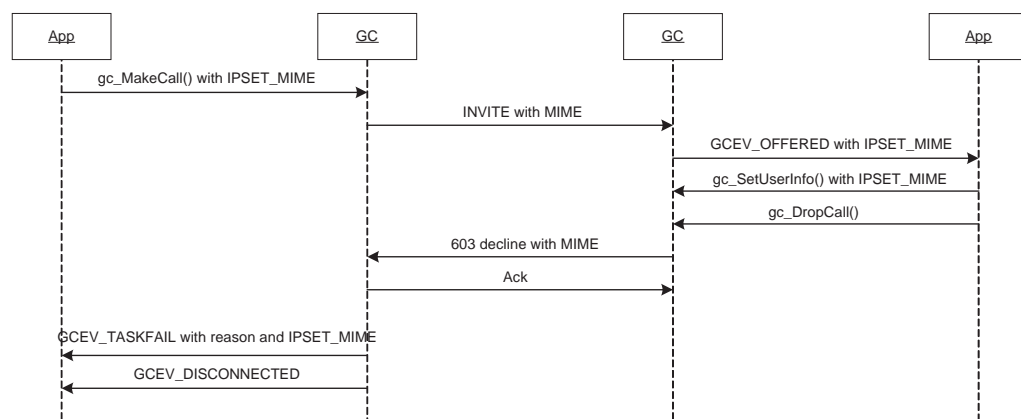 App
GC
GC
App
gc_MakeCall() with IPSET_MIME
INVITE with MIME
GCEV_OFFERED with IPSET_MIME
gc_SetUserInfo() with IPSET_MIME
gc_DropCall()
603 decline with MIME
Ack
GCEV_TASKFAIL with reason and IPSET_MIME
GCEV_DISCONNECTED